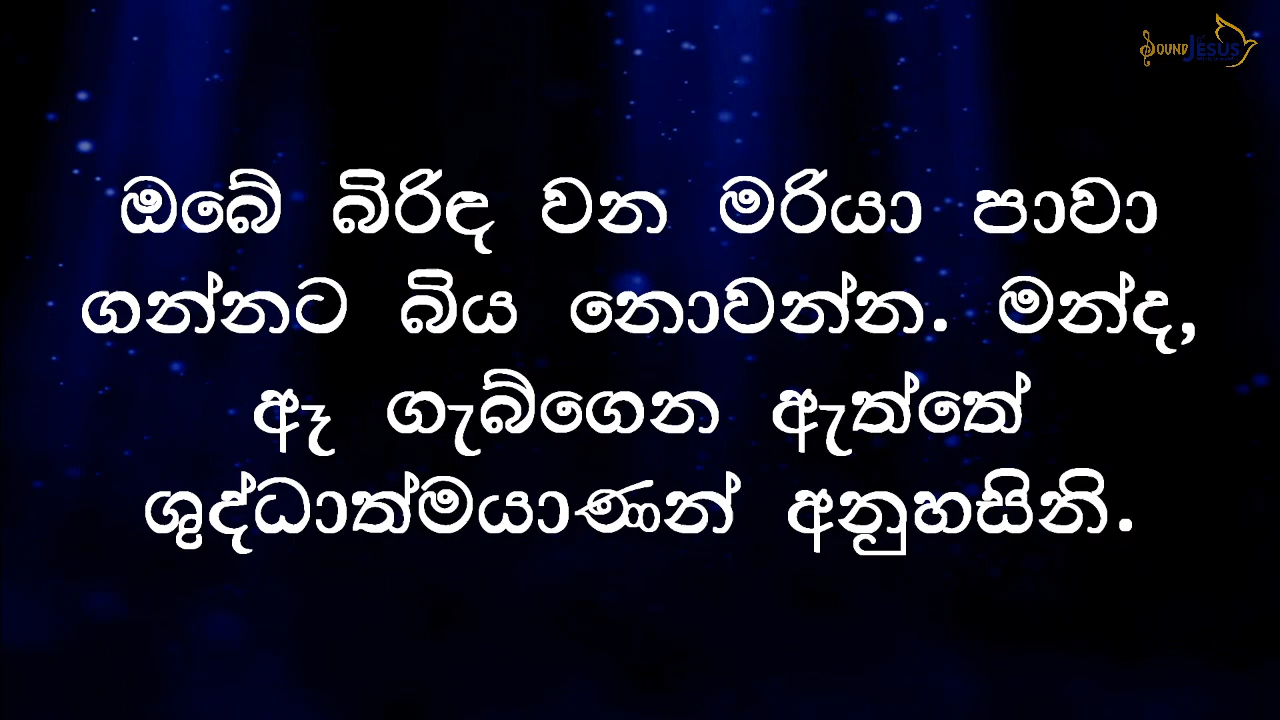 SOUND JESUS
ඔබේ බිරිඳ වන මරියා පාවා
ගන්නට බිය නොවන්න. මන්ද,
ඈ ගැබ්ගෙන ඇත්තේ
ශුද්ධාත්මයාණන් අනුහසිනි.